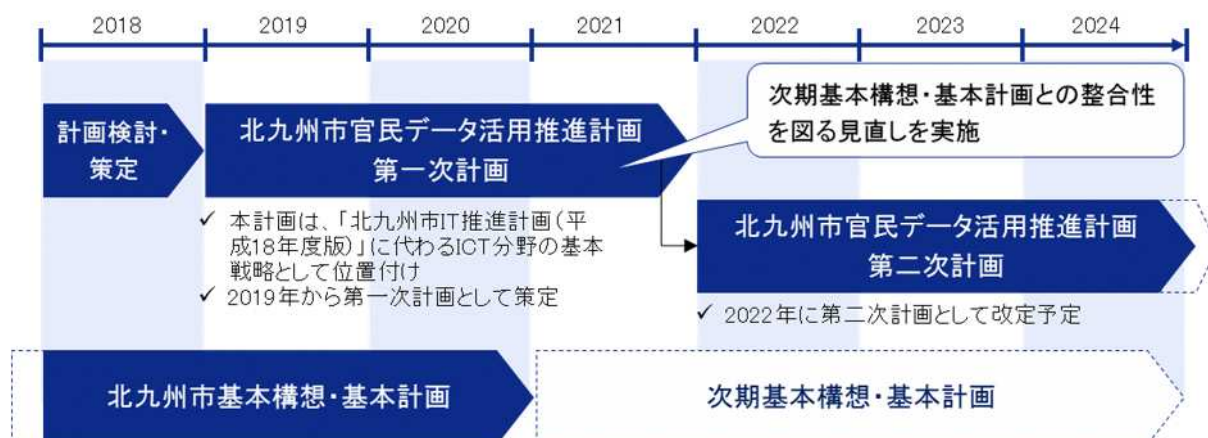 2018 2019 2020 2021 2022 2023 2024
計画検討・
策定
北九州市官民データ活用推進計画
第一次計画
次期基本構想・基本計画との整合性
を図る見直しを実施
✓ 本計画は、「北九州市IT推進計画(平
成18年度版)」に代わるICT分野の基本
戦略として位置付け
✓ 2019年から第一次計画として策定
北九州市官民データ活用推進計画
第二次計画
✓ 2022年に第二次計画として改定予定
北九州市基本構想・基本計画
次期基本構想・基本計画